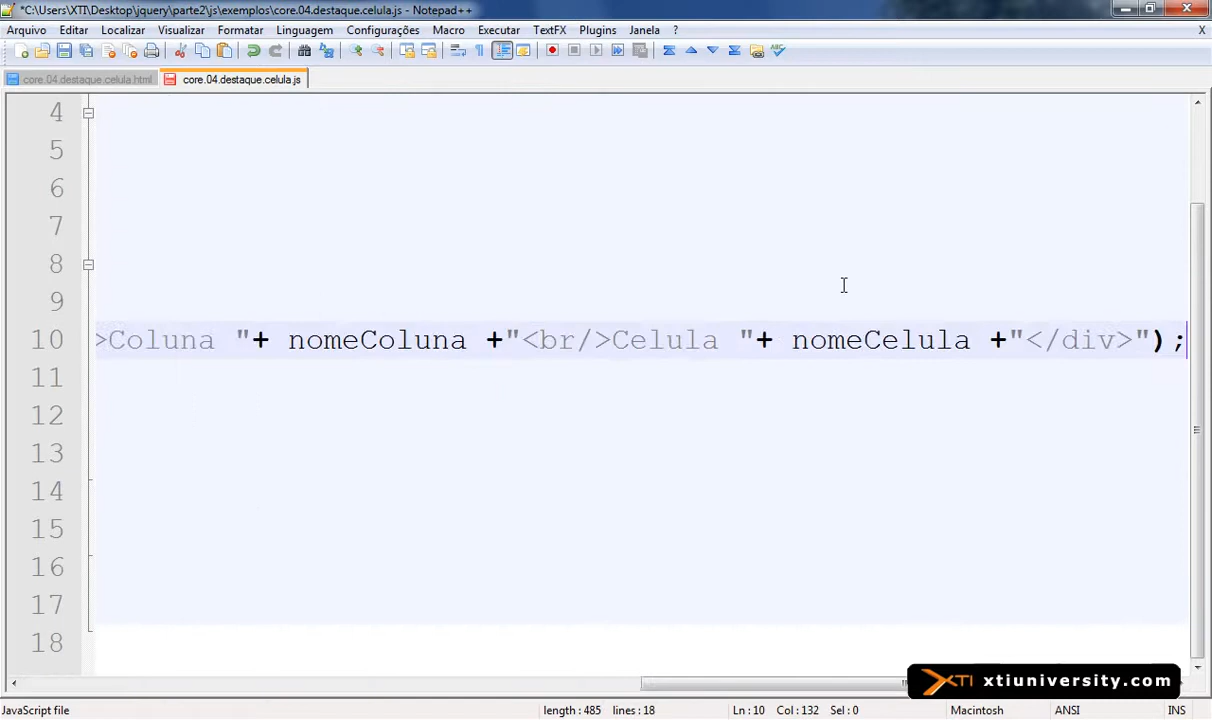 *C:\Users\XTI\Desktop\jquery\parte2\js\exemplos\core.04.destaque.celula.js - Notepad++
Arquivo Editar Localizar Visualizar Formatar Linguagem Configurações Macro Executar TextFX Plugins Janela ? X
core.04.destaque.celula.html core.04.destaque.celula.js
4
5
6
7
8
9
10 >Coluna "+ nomeColuna +"<br/>Celula "+ nomeCelula +"</div>");
11
12
13
14
15
16
17
18
XTI xtiuniversity.com
JavaScript file length : 485 lines : 18 Ln : 10 Col : 132 Sel : 0 Macintosh ANSI INS